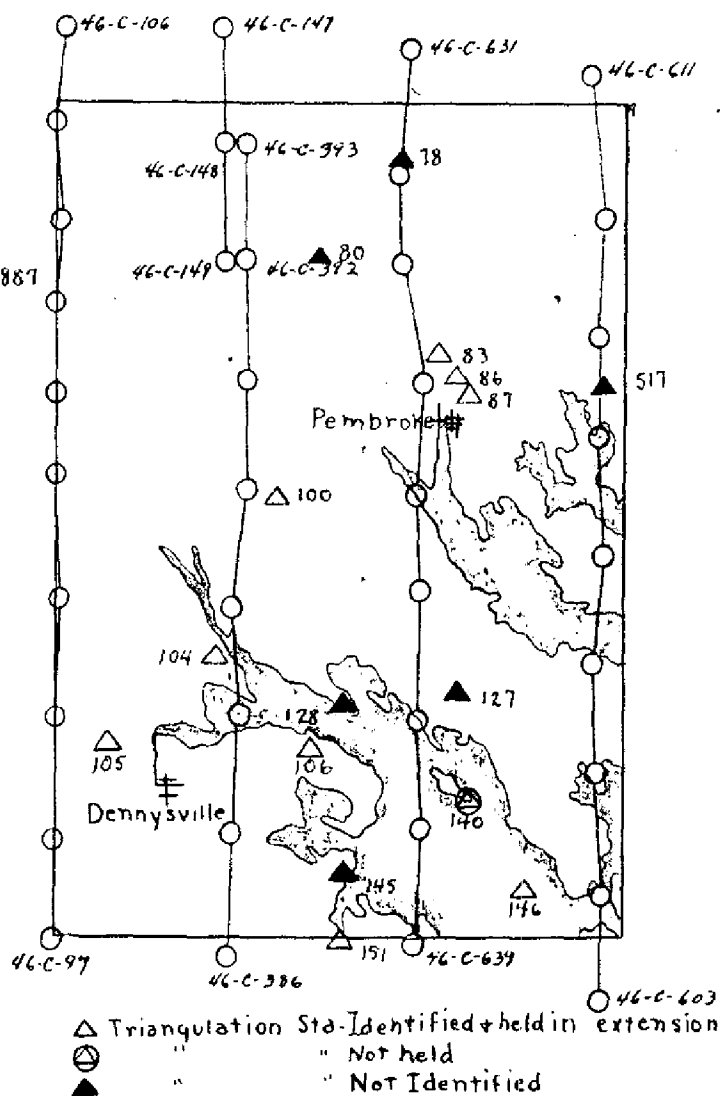 46-C-106
46-C-147
46-C-631
46-C-611
46-C-148
46-C-393
78
887
46-C-149
46-C-392
80
83
86
87
517
Pembroke
100
104
127
128
105
106
Dennysville
140
145
146
46-C-97
46-C-386
151
46-C-639
46-C-603
Triangulation Sta-Identified + held in extension
" " Not held
" " Not Identified